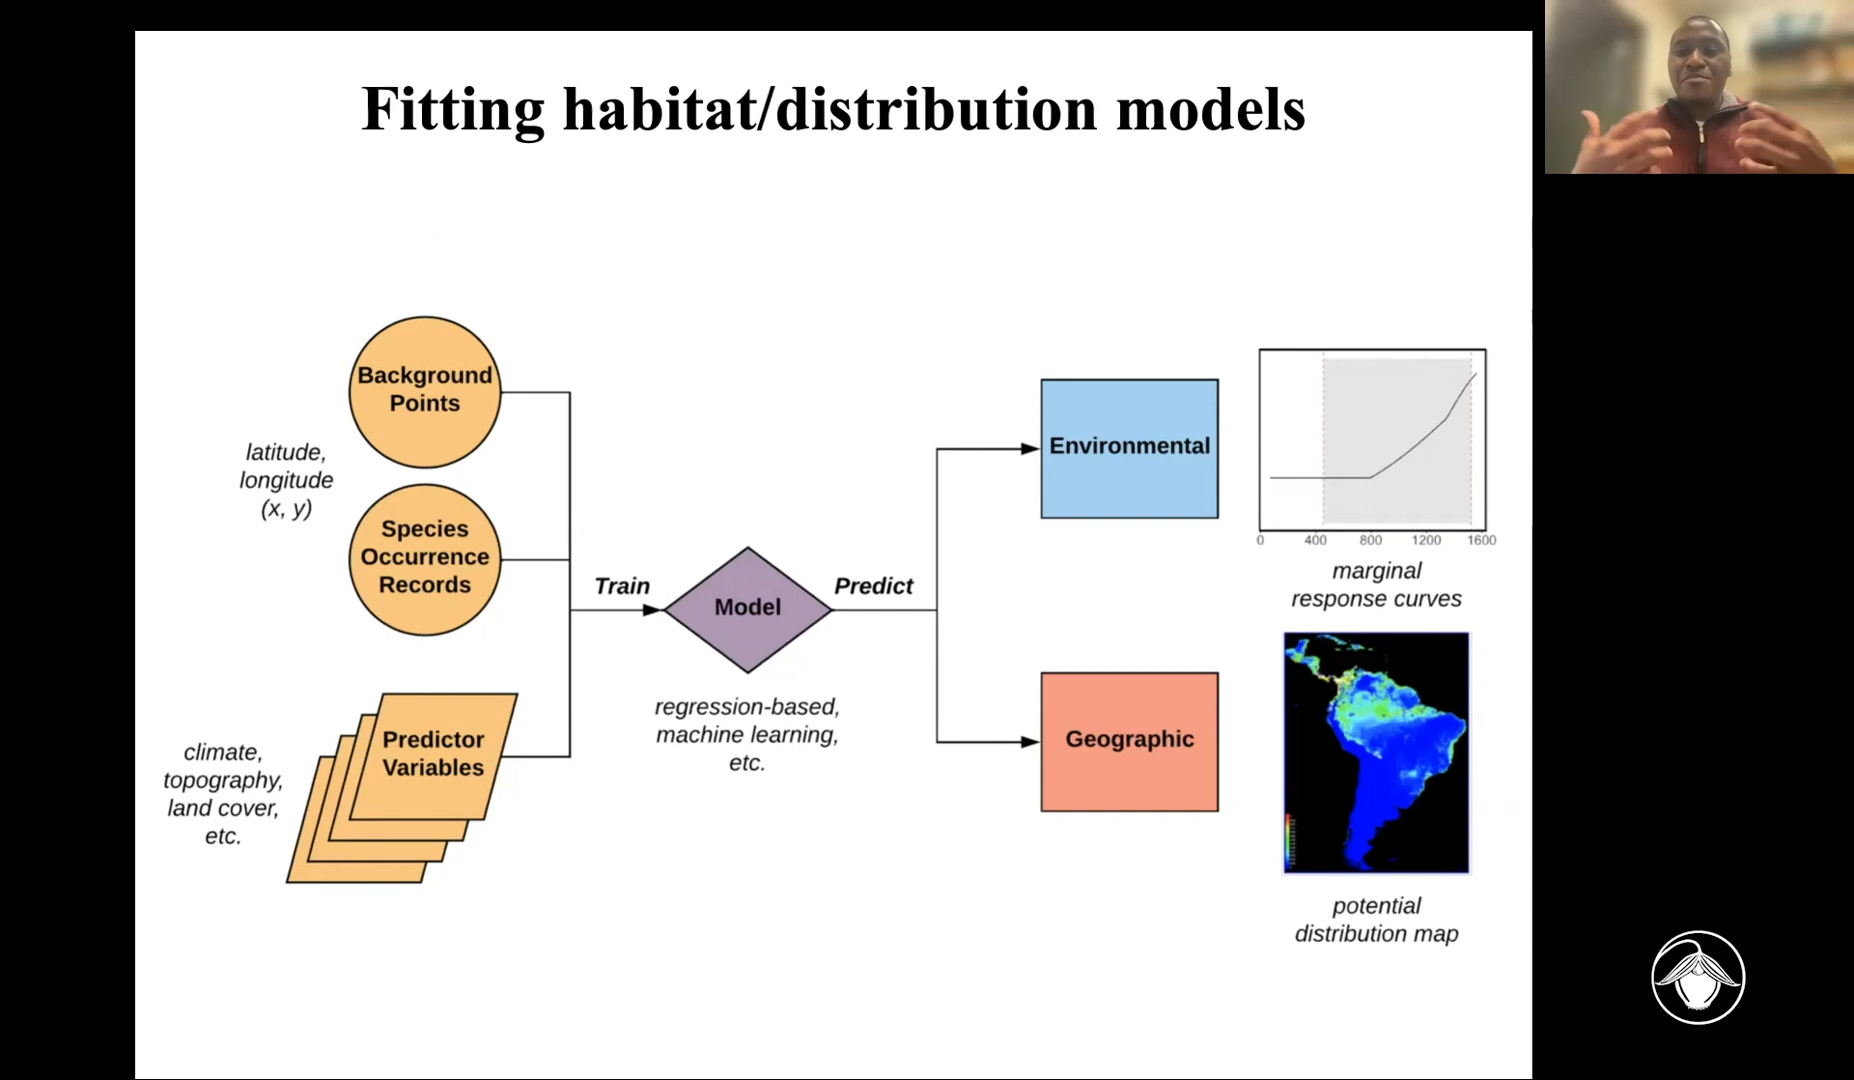 Fitting habitat/distribution models
Background
Points
latitude,
longitude
(x, y)
Species
Occurrence
Records
climate,
topography,
land cover,
etc.
Predictor
Variables
Train
Model
regression-based,
machine learning,
etc.
Predict
Environmental
0 400 800 1200 1600
marginal
response curves
Geographic
potential
distribution map